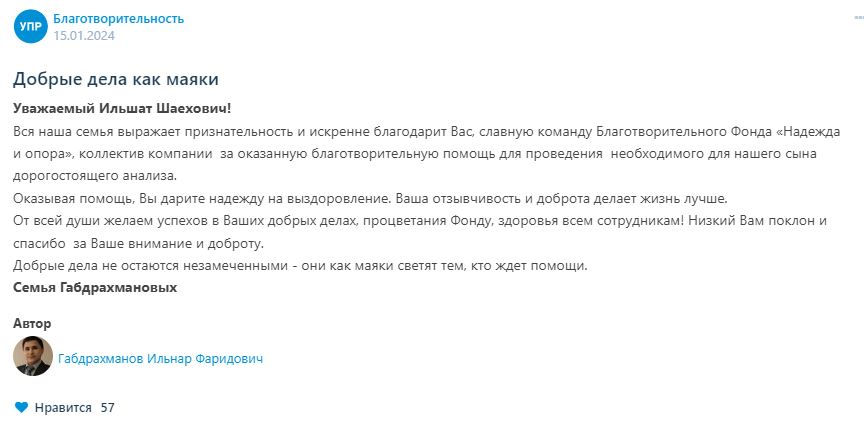 УПР
Благотворительность
15.01.2024
Добрые дела как маяки
Уважаемый Ильшат Шаехович!
Вся наша семья выражает признательность и искренне благодарит Вас, славную команду Благотворительного Фонда «Надежда
и опора», коллектив компании  за оказанную благотворительную помощь для проведения  необходимого для нашего сына
дорогостоящего анализа.
Оказывая помощь, Вы дарите надежду на выздоровление. Ваша отзывчивость и доброта делает жизнь лучше.
От всей души желаем успехов в Ваших добрых делах, процветания Фонду, здоровья всем сотрудникам! Низкий Вам поклон и
спасибо  за Ваше внимание и доброту.
Добрые дела не остаются незамеченными - они как маяки светят тем, кто ждет помощи.
Семья Габдрахмановых
Автор
Габдрахманов Ильнар Фаридович
Нравится 57